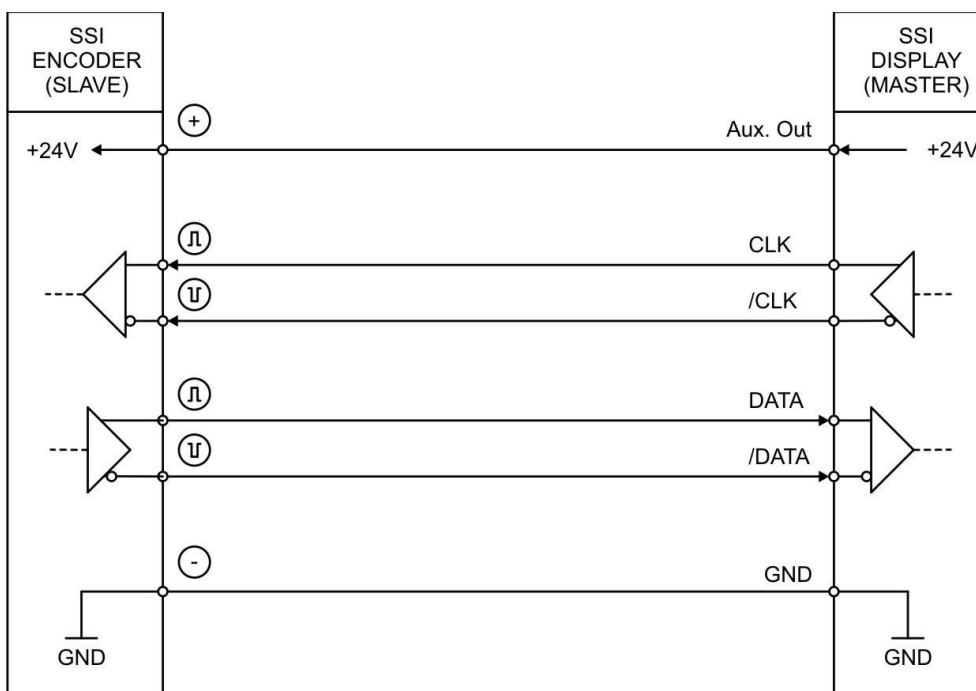 SSI
ENCODER
(SLAVE)
SSI
DISPLAY
(MASTER)
+
Aux. Out
+24V
+24V
CLK
/CLK
DATA
/DATA
-
GND
GND
GND